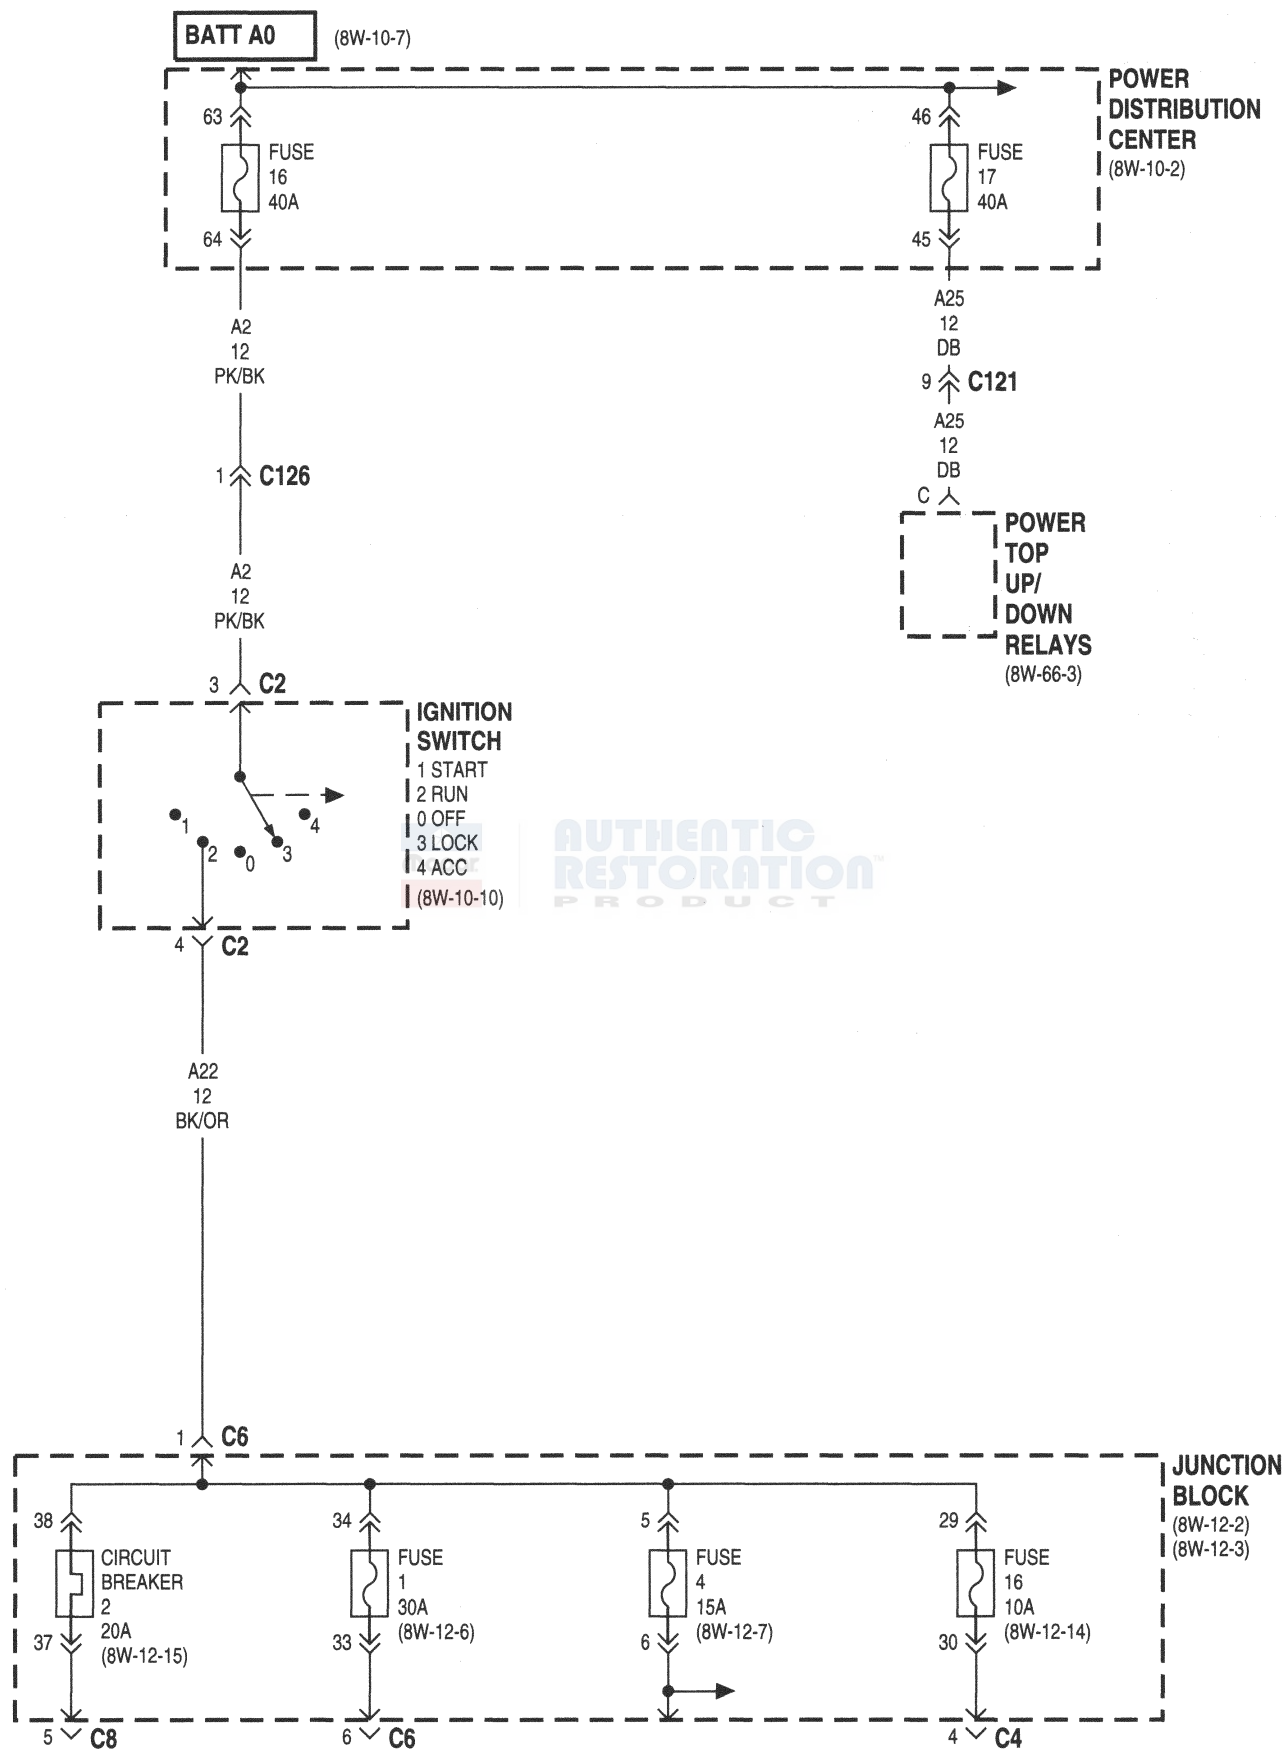 BATT A0
(8W-10-7)
POWER
DISTRIBUTION
CENTER
(8W-10-2)
63
FUSE
16
40A
64
46
FUSE
17
40A
45
A2
12
PK/BK
1
C126
A2
12
PK/BK
3
C2
A25
12
DB
9
C121
A25
12
DB
C
POWER
TOP
UP/
DOWN
RELAYS
(8W-66-3)
IGNITION
SWITCH
1 START
2 RUN
0 OFF
3 LOCK
4 ACC
(8W-10-10)
1
2
0
3
4
AUTHENTIC
RESTORATION™
PRODUCT
4
C2
A22
12
BK/OR
1
C6
JUNCTION
BLOCK
(8W-12-2)
(8W-12-3)
38
CIRCUIT
BREAKER
2
20A
(8W-12-15)
37
5
C8
34
FUSE
1
30A
(8W-12-6)
33
6
C6
5
FUSE
4
15A
(8W-12-7)
6
29
FUSE
16
10A
(8W-12-14)
30
4
C4